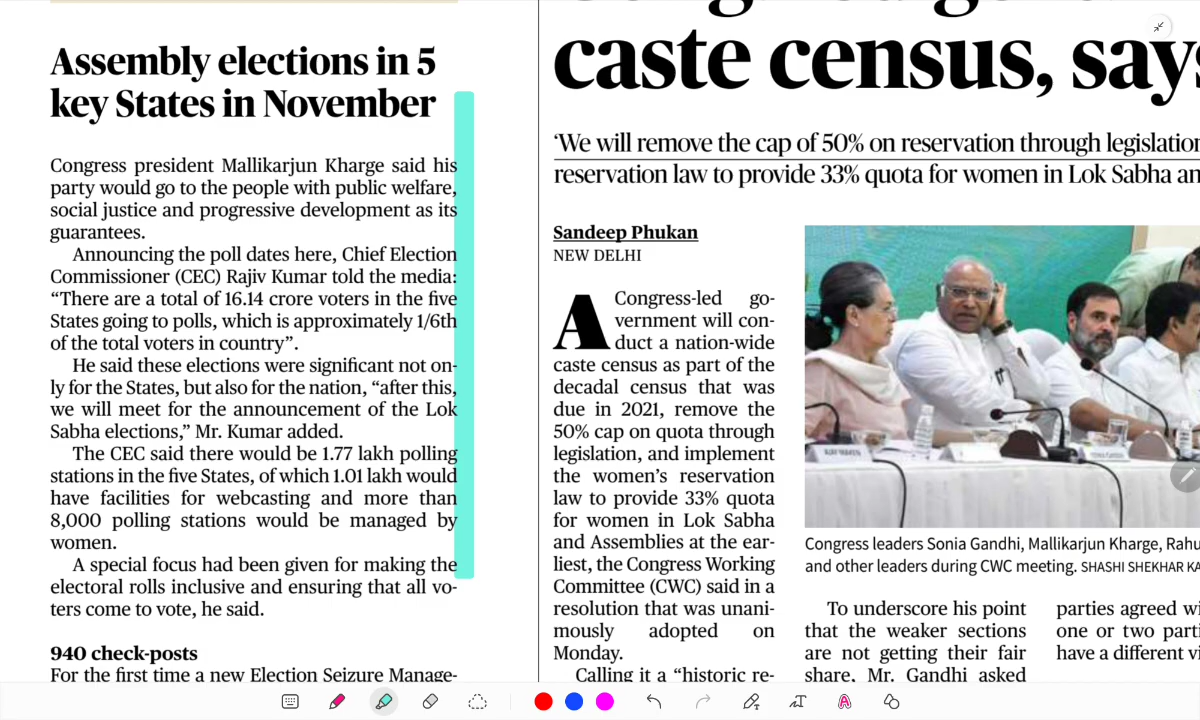 Assembly elections in 5
key States in November
Congress president Mallikarjun Kharge said his
party would go to the people with public welfare,
social justice and progressive development as its
guarantees.
Announcing the poll dates here, Chief Election
Commissioner (CEC) Rajiv Kumar told the media:
“There are a total of 16.14 crore voters in the five
States going to polls, which is approximately 1/6th
of the total voters in country”.
He said these elections were significant not on-
ly for the States, but also for the nation, “after this,
we will meet for the announcement of the Lok
Sabha elections,” Mr. Kumar added.
The CEC said there would be 1.77 lakh polling
stations in the five States, of which 1.01 lakh would
have facilities for webcasting and more than
8,000 polling stations would be managed by
women.
A special focus had been given for making the
electoral rolls inclusive and ensuring that all vo-
ters come to vote, he said.
940 check-posts
For the first time a new Election Seizure Manage-
caste census, says
‘We will remove the cap of 50% on reservation through legislation
reservation law to provide 33% quota for women in Lok Sabha an
Sandeep Phukan
NEW DELHI
A Congress-led go-
vernment will con-
duct a nation-wide
caste census as part of the
decadal census that was
due in 2021, remove the
50% cap on quota through
legislation, and implement
the women’s reservation
law to provide 33% quota
for women in Lok Sabha
and Assemblies at the ear-
liest, the Congress Working
Committee (CWC) said in a
resolution that was unani-
mously adopted on
Monday.
Calling it a “historic re-
Congress leaders Sonia Gandhi, Mallikarjun Kharge, Rahu
and other leaders during CWC meeting. SHASHI SHEKHAR KA
To underscore his point
that the weaker sections
are not getting their fair
share, Mr. Gandhi asked
parties agreed wi
one or two parti
have a different vi